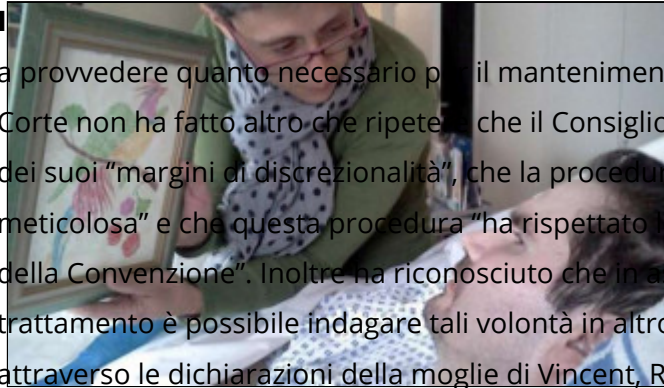 a provvedere quanto necessario per il mantenimen
Corte non ha fatto altro che ripetere che il Consiglio
dei suoi “margini di discrezionalità”, che la procedur
meticolosa” e che questa procedura “ha rispettato
della Convenzione”. Inoltre ha riconosciuto che in
trattamento è possibile indagare tali volontà in altro
attraverso le dichiarazioni della moglie di Vincent, R